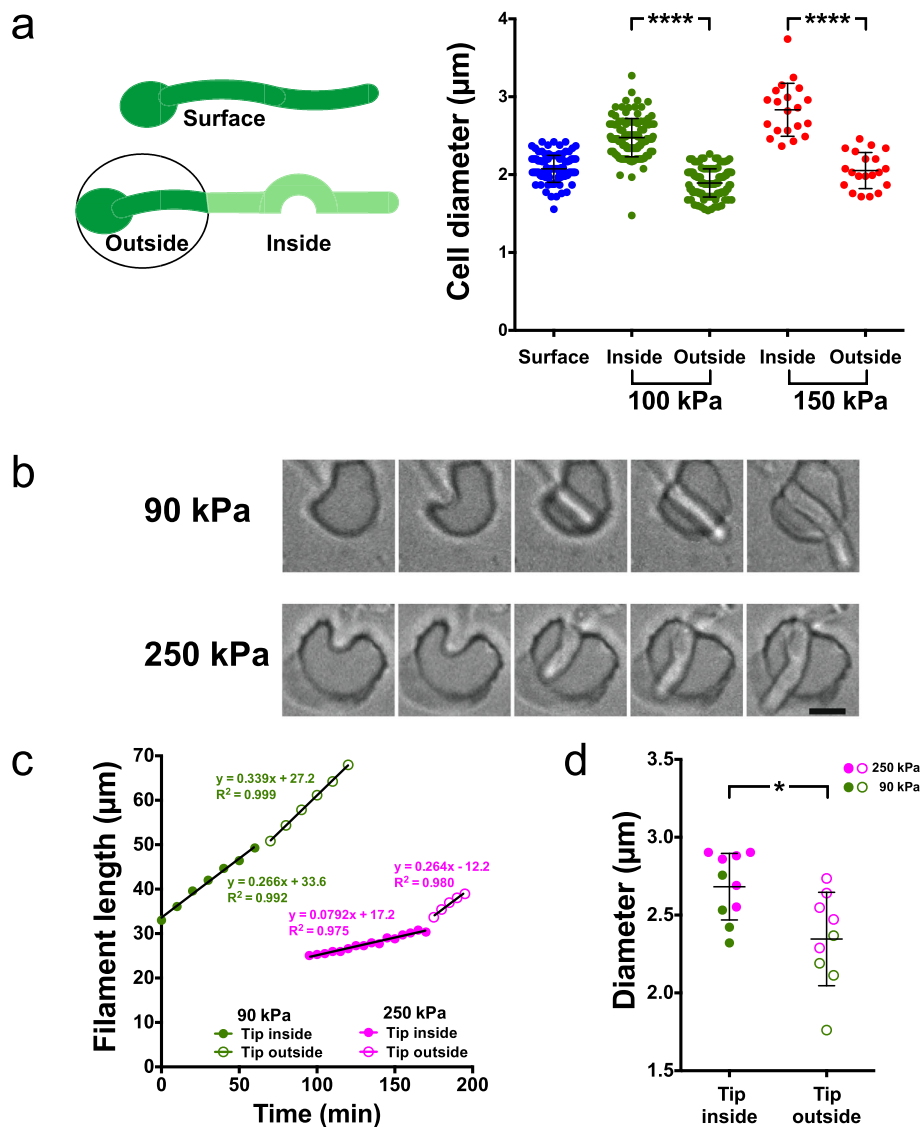 a
Surface
Outside
Inside
Cell diameter (μm)
4
3
2
1
0
****
****
Surface
Inside
Outside
Inside
Outside
100 kPa
150 kPa
b
90 kPa
250 kPa
c
Filament length (μm)
70
60
50
40
30
20
10
0
y = 0.339x + 27.2
R² = 0.999
y = 0.266x + 33.6
R² = 0.992
y = 0.264x - 12.2
R² = 0.980
y = 0.0792x + 17.2
R² = 0.975
90 kPa
Tip inside
Tip outside
250 kPa
Tip inside
Tip outside
0
50
100
150
200
Time (min)
d
Diameter (μm)
3.5
3.0
2.5
2.0
1.5
250 kPa
90 kPa
*
Tip
inside
Tip
outside